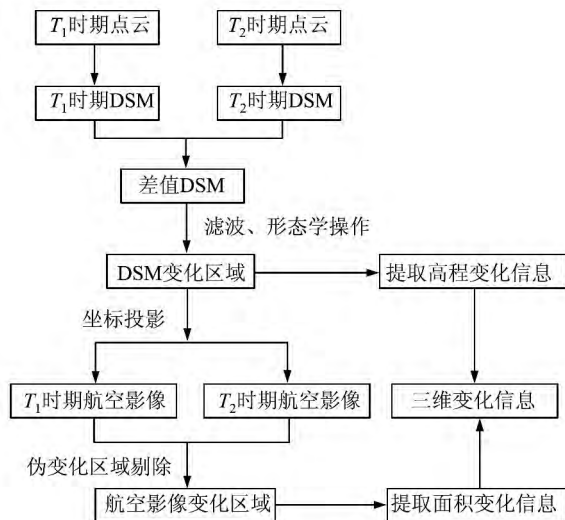 T₁时期点云
T₂时期点云
T₁时期DSM
T₂时期DSM
差值DSM
滤波、形态学操作
DSM变化区域
提取高程变化信息
坐标投影
T₁时期航空影像
T₂时期航空影像
三维变化信息
伪变化区域剔除
航空影像变化区域
提取面积变化信息